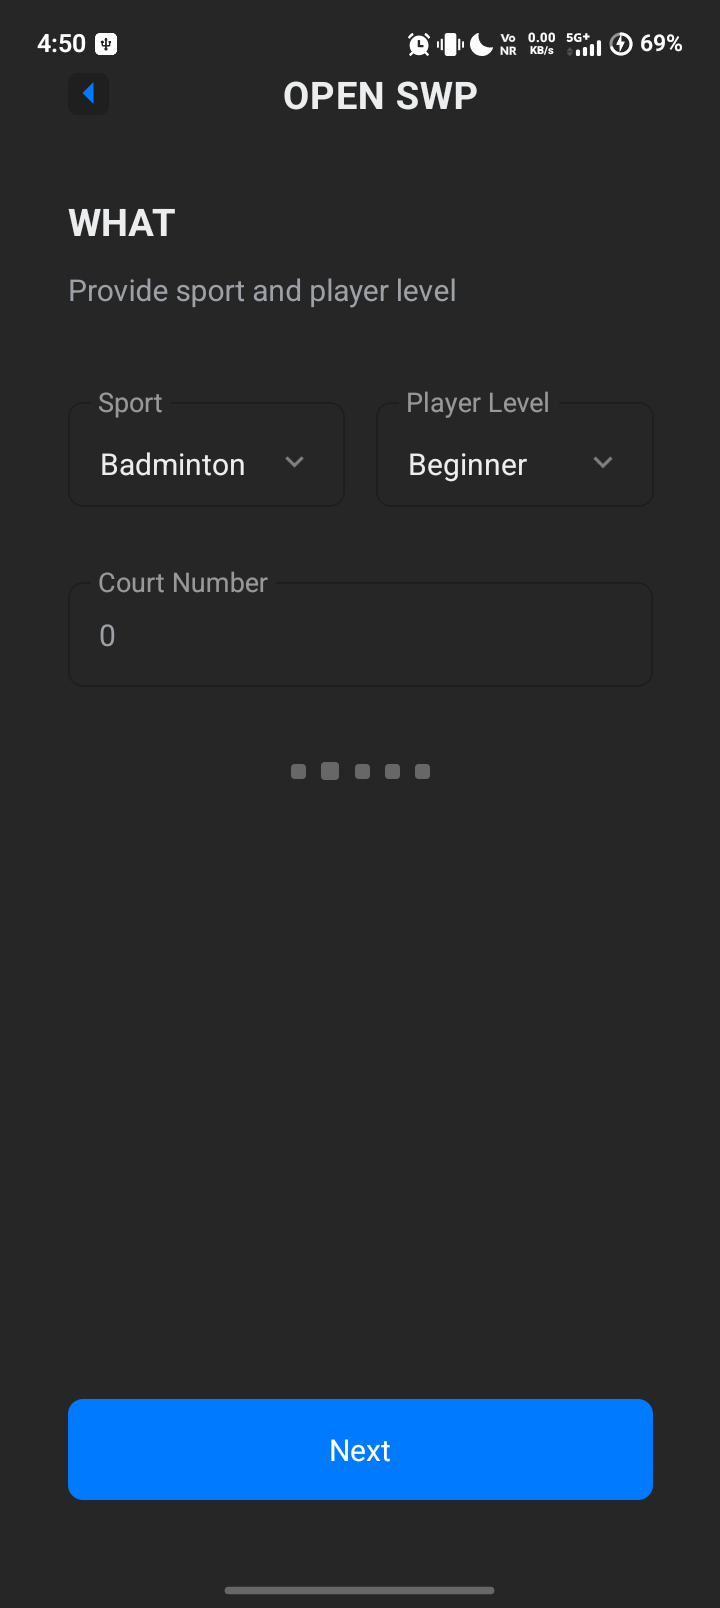 4:50 Vo NR 0.00 KB/s 5G+ 69%
OPEN SWP
WHAT
Provide sport and player level
Sport Player Level
Badminton Beginner
Court Number
0
Next